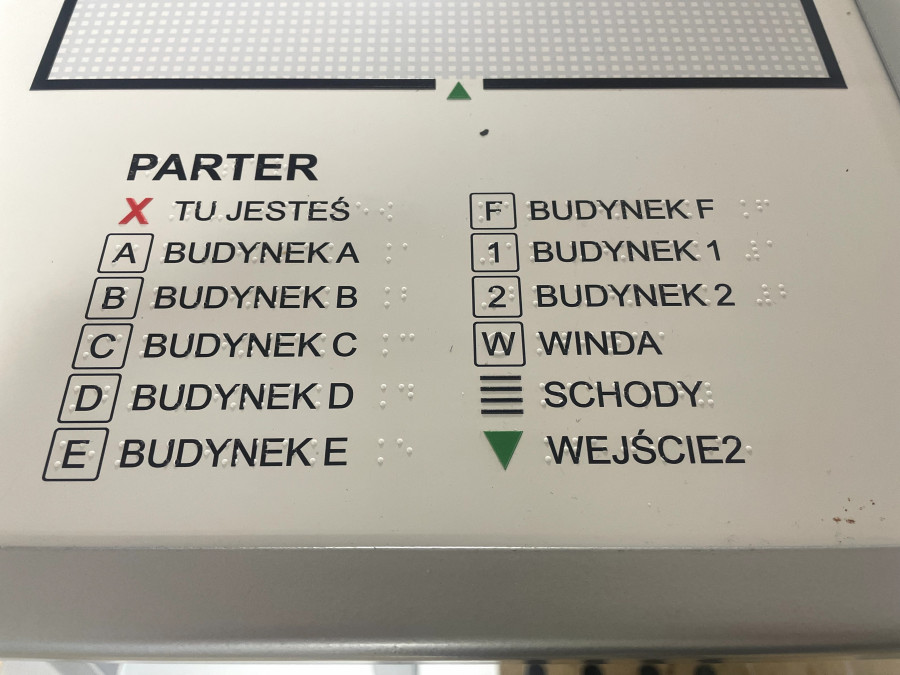 PARTER
X TU JESTEŚ
A BUDYNEK A
B BUDYNEK B
C BUDYNEK C
D BUDYNEK D
E BUDYNEK E
F BUDYNEK F
1 BUDYNEK 1
2 BUDYNEK 2
W WINDA
SCHODY
WEJŚCIE2